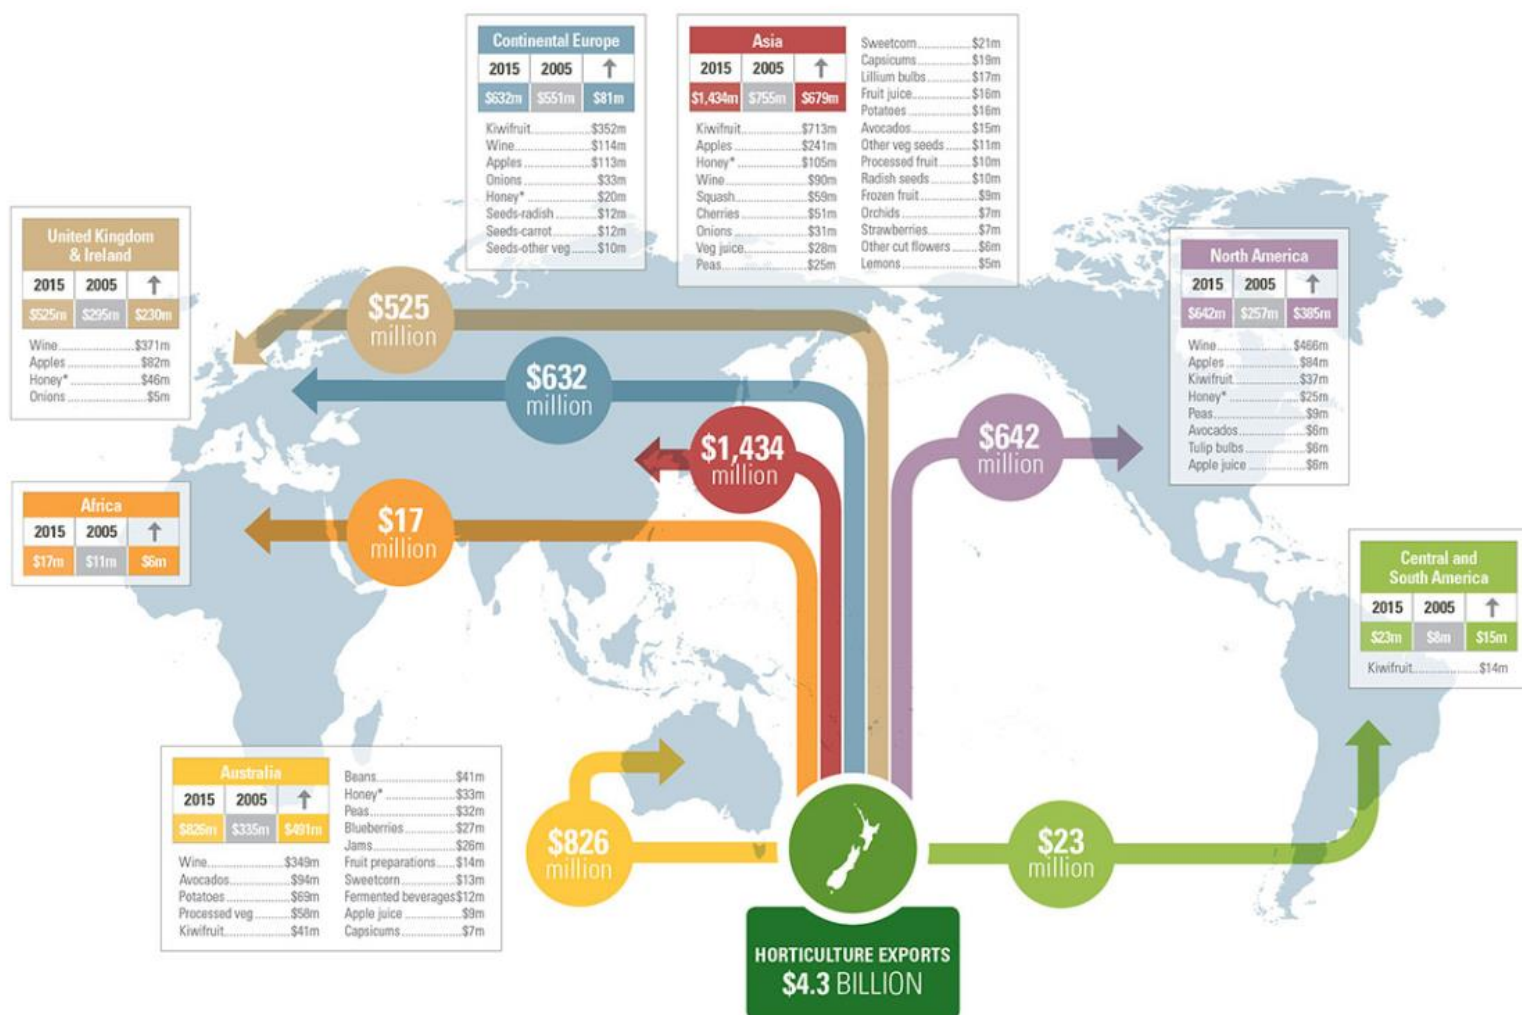 Continental Europe
2015 2005
$632m $551m $81m
Kiwifruit $352m
Wine $114m
Apples $113m
Onions $33m
Honey* $20m
Seeds-radish $12m
Seeds-carrot $12m
Seeds-other veg $10m
Asia
2015 2005
$1,434m $755m $679m
Kiwifruit $713m
Apples $241m
Honey* $105m
Wine $90m
Squash $59m
Cherries $51m
Onions $31m
Veg juice $28m
Peas $25m
Sweetcorn $21m
Capsicums $19m
Lillium bulbs $17m
Fruit juice $16m
Potatoes $16m
Avocados $15m
Other veg seeds $11m
Processed fruit $10m
Radish seeds $10m
Frozen fruit $9m
Orchids $7m
Strawberries $7m
Other cut flowers $6m
Lemons $5m
United Kingdom
& Ireland
2015 2005
$525m $295m $230m
Wine $371m
Apples $82m
Honey* $46m
Onions $5m
North America
2015 2005
$642m $257m $385m
Wine $466m
Apples $84m
Kiwifruit $37m
Honey* $25m
Peas $9m
Avocados $6m
Tulip bulbs $6m
Apple juice $6m
$525
million
$632
million
$1,434
million
$642
million
$17
million
Africa
2015 2005
$17m $11m $6m
Central and
South America
2015 2005
$23m $8m $15m
Kiwifruit $14m
Australia
2015 2005
$826m $335m $491m
Wine $349m
Avocados $94m
Potatoes $69m
Processed veg $58m
Kiwifruit $41m
Beans $41m
Honey* $33m
Peas $32m
Blueberries $27m
Jams $26m
Fruit preparations $14m
Sweetcorn $13m
Fermented beverages $12m
Apple juice $9m
Capsicums $7m
$826
million
$23
million
HORTICULTURE EXPORTS
$4.3 BILLION